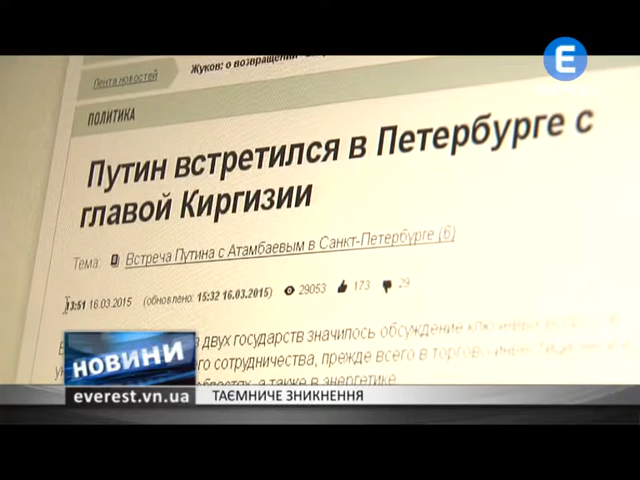 E
Лента новостей
Жуков: о возвращении
ПОЛИТИКА
Путин встретился в Петербурге с
главой Киргизии
Тема: Встреча Путина с Атамбаевым в Санкт-Петербурге (6)
13:51 16.03.2015 (обновлено: 15:32 16.03.2015) 29053 173 29
двух государств значилось обсуждение
сотрудничества, прежде всего в
а также в энергетике
НОВИНИ
everest.vn.ua
ТАЄМНИЧЕ ЗНИКНЕННЯ